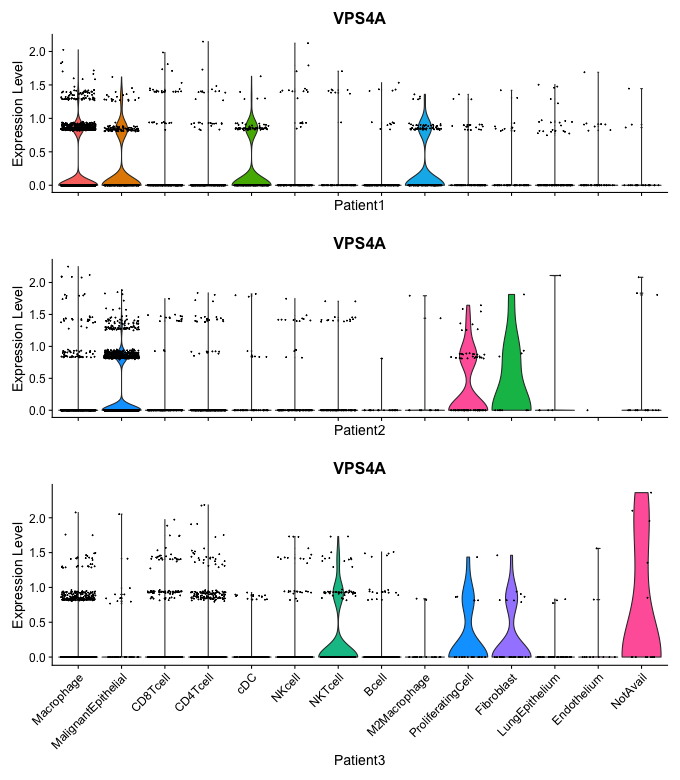 VPS4A
Expression Level
2.0
1.5
1.0
0.5
0.0
Patient1
VPS4A
Expression Level
2.0
1.5
1.0
0.5
0.0
Patient2
VPS4A
Expression Level
2.0
1.5
1.0
0.5
0.0
Macrophage
MalignantEpithelial
CD8Tcell
CD4Tcell
cDC
NKcell
NKTcell
Bcell
M2Macrophage
ProliferatingCell
Fibroblast
LungEpithelium
Endothelium
NotAvail
Patient3